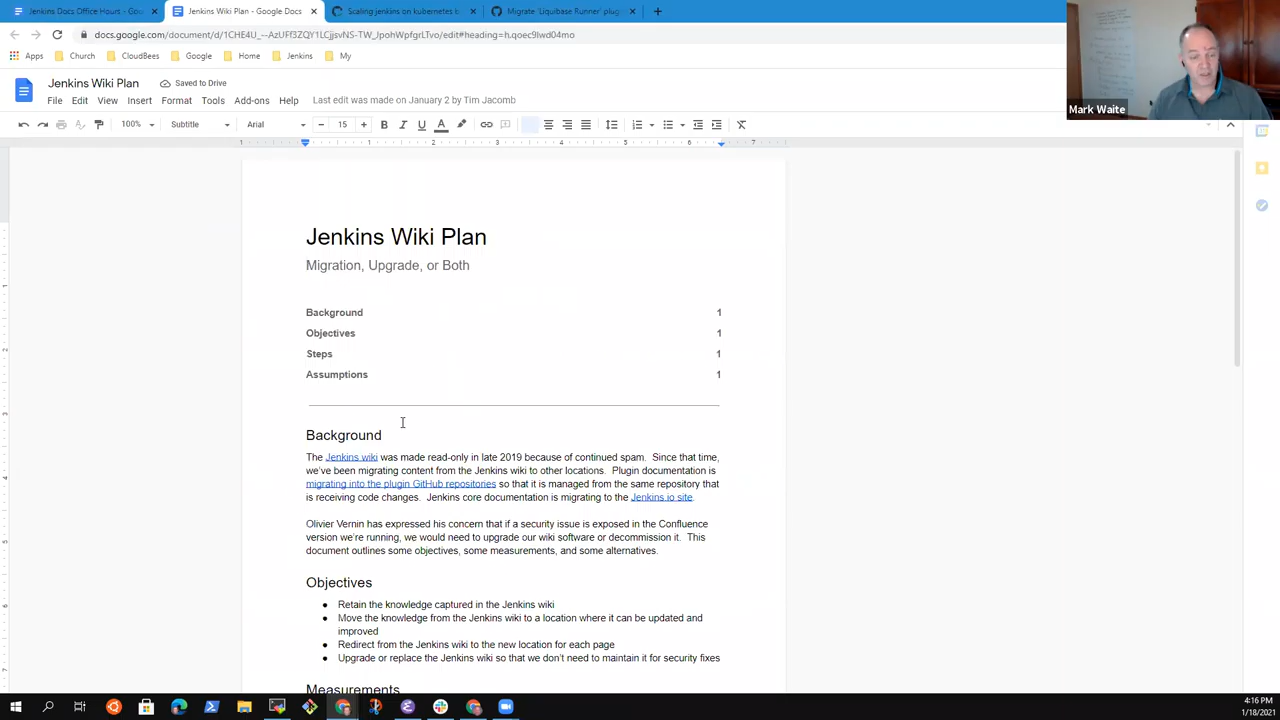 Jenkins Docs Office Hours - Gou
Jenkins Wiki Plan - Google Docs
Scaling jenkins on kubernetes b
Migrate 'Liquibase Runner' plug
docs.google.com/document/d/
/edit#heading=h.qoec9lwd04mo
Apps
Church
CloudBees
Google
Home
Jenkins
My
Mark Waite
Jenkins Wiki Plan
Saved to Drive
File Edit View Insert Format Tools Add-ons Help Last edit was made on January 2 by Tim Jacomb
100% Subtitle Arial 15 B I U A
1 1 2 3 4 5 6 7
Jenkins Wiki Plan
Migration, Upgrade, or Both
Background 1
Objectives 1
Steps 1
Assumptions 1
Background
The Jenkins wiki was made read-only in late 2019 because of continued spam. Since that time,
we've been migrating content from the Jenkins wiki to other locations. Plugin documentation is
migrating into the plugin GitHub repositories so that it is managed from the same repository that
is receiving code changes. Jenkins core documentation is migrating to the Jenkins.io site.
Olivier Vernin has expressed his concern that if a security issue is exposed in the Confluence
version we're running, we would need to upgrade our wiki software or decommission it. This
document outlines some objectives, some measurements, and some alternatives.
Objectives
● Retain the knowledge captured in the Jenkins wiki
● Move the knowledge from the Jenkins wiki to a location where it can be updated and
improved
● Redirect from the Jenkins wiki to the new location for each page
● Upgrade or replace the Jenkins wiki so that we don't need to maintain it for security fixes
Measurements
4:16 PM
1/18/2021